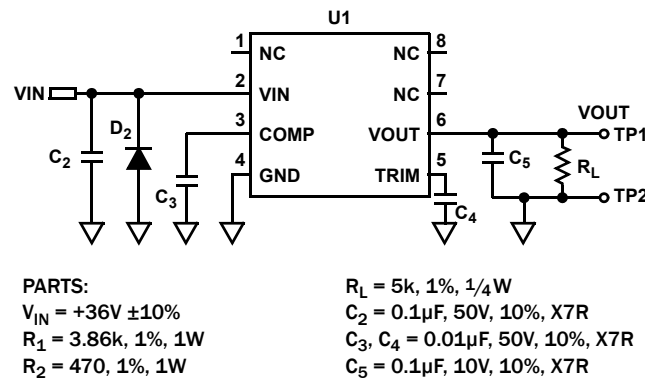 U1
1
NC
8
NC
2
VIN
VIN
7
NC
3
COMP
6
VOUT
VOUT
TP1
4
GND
5
TRIM
TP2
C2
D2
C3
C4
C5
RL
PARTS:
VIN = +36V ±10%
R1 = 3.86k, 1%, 1W
R2 = 470, 1%, 1W
RL = 5k, 1%, 1/4W
C2 = 0.1µF, 50V, 10%, X7R
C3, C4 = 0.01µF, 50V, 10%, X7R
C5 = 0.1µF, 10V, 10%, X7R